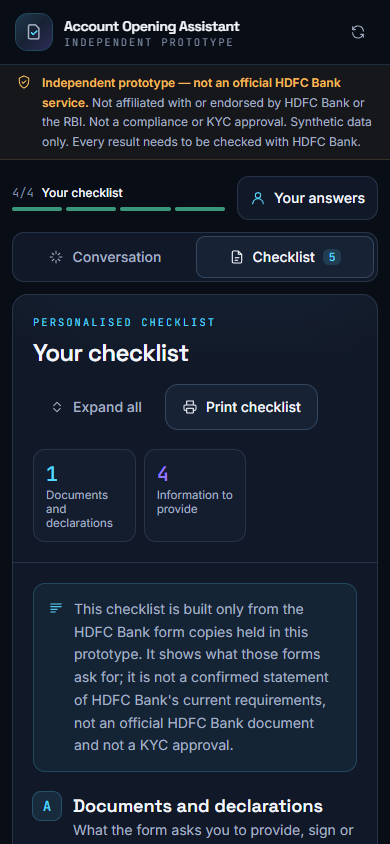 Account Opening Assistant
INDEPENDENT PROTOTYPE
Independent prototype — not an official HDFC Bank
service. Not affiliated with or endorsed by HDFC Bank or
the RBI. Not a compliance or KYC approval. Synthetic data
only. Every result needs to be checked with HDFC Bank.
4/4 Your checklist
Your answers
Conversation
Checklist 5
PERSONALISED CHECKLIST
Your checklist
Expand all
Print checklist
1
Documents
and
declarations
4
Information to
provide
This checklist is built only from the
HDFC Bank form copies held in this
prototype. It shows what those forms
ask for; it is not a confirmed statement
of HDFC Bank's current requirements,
not an official HDFC Bank document
and not a KYC approval.
A Documents and declarations
What the form asks you to provide, sign or